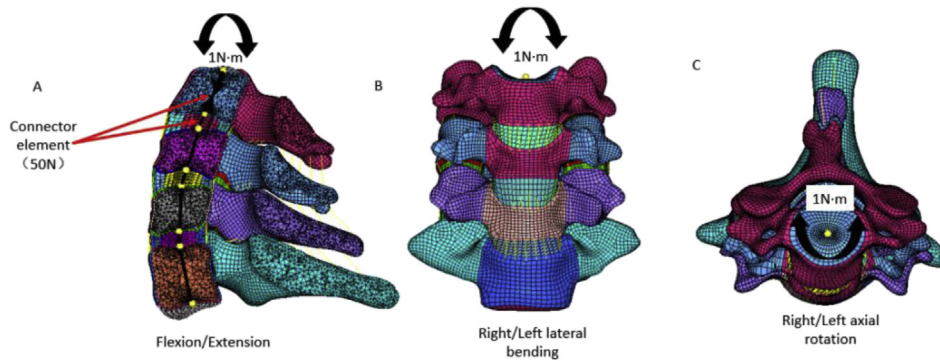 A
1N·m
Connector
element
（50N）
Flexion/Extension
B
1N·m
Right/Left lateral
bending
C
1N·m
Right/Left axial
rotation